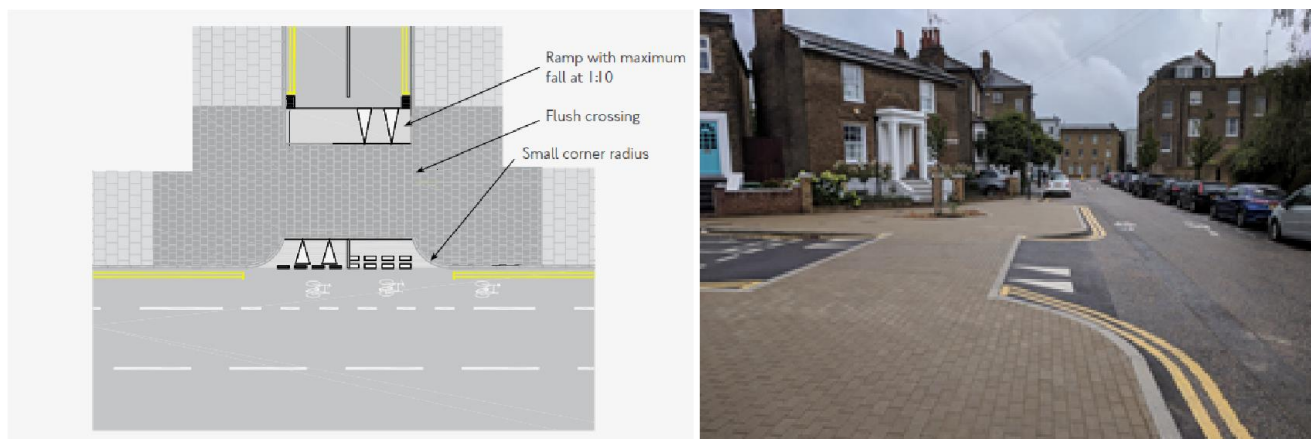 Ramp with maximum
fall at 1:10
Flush crossing
Small corner radius